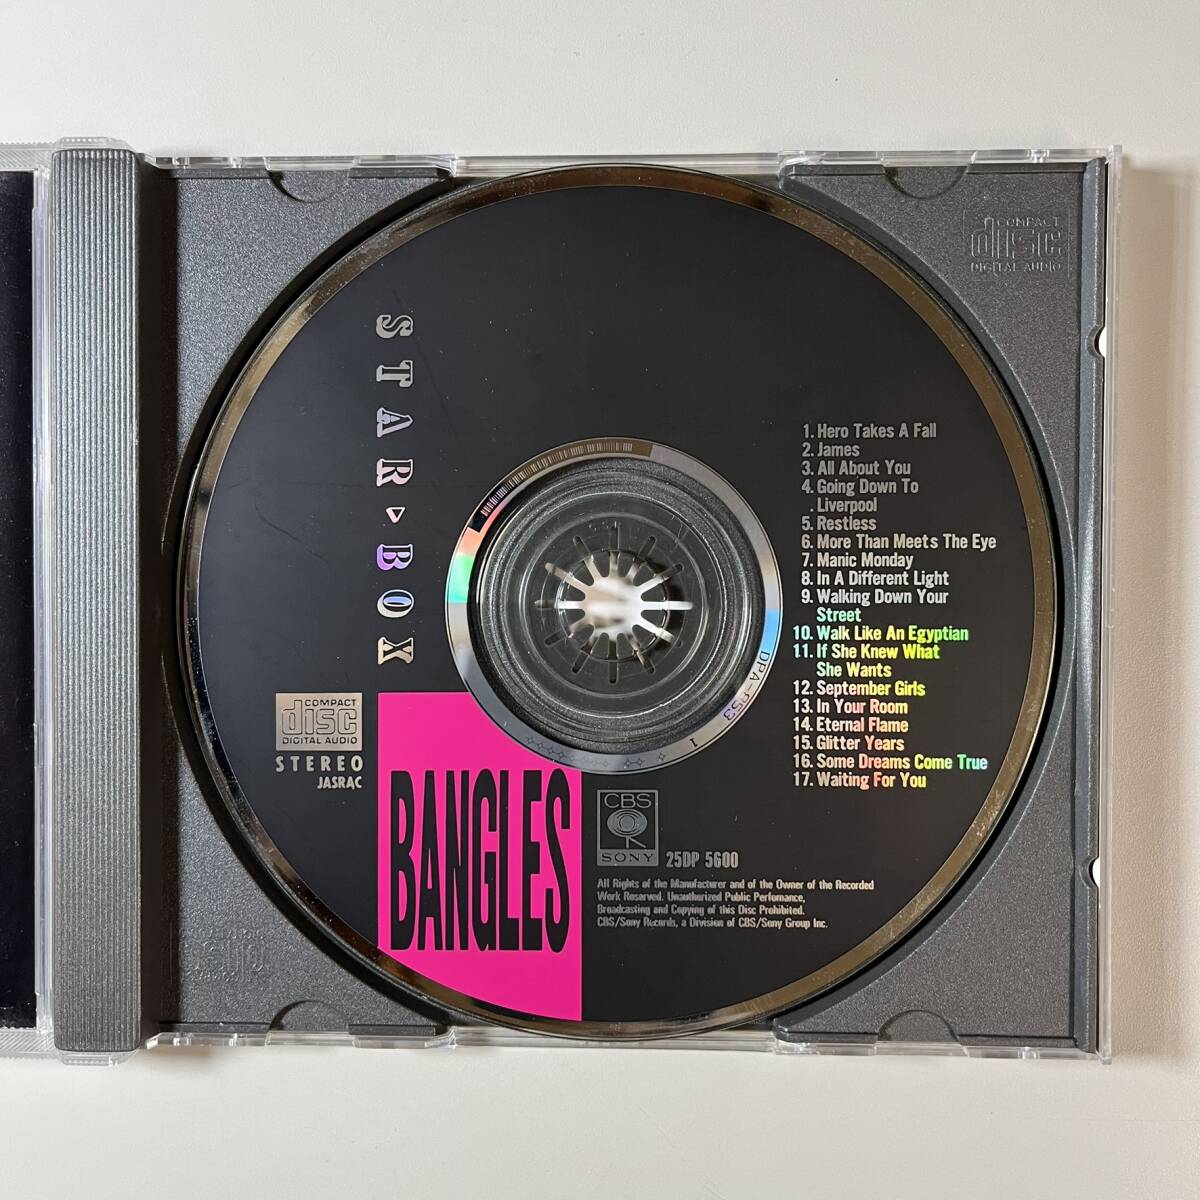 STAR BOX
COMPACT
disc
DIGITAL AUDIO
STEREO
JASRAC
BANGLES
1. Hero Takes A Fall
2. James
3. All About You
4. Going Down To
. Liverpool
5. Restless
6. More Than Meets The Eye
7. Manic Monday
8. In A Different Light
9. Walking Down Your
Street
10. Walk Like An Egyptian
11. If She Knew What
She Wants
12. September Girls
13. In Your Room
14. Eternal Flame
15. Glitter Years
16. Some Dreams Come True
17. Waiting For You
CBS
SONY
25DP 5600
All Rights of the Manufacturer and of the Owner of the Recorded
Work Reserved. Unauthorized Public Perfomance,
Broadcasting and Copying of this Disc Prohibited.
CBS/Sony Records, a Division of CBS/Sony Group Inc.
COMPACT
disc
DIGITAL AUDIO